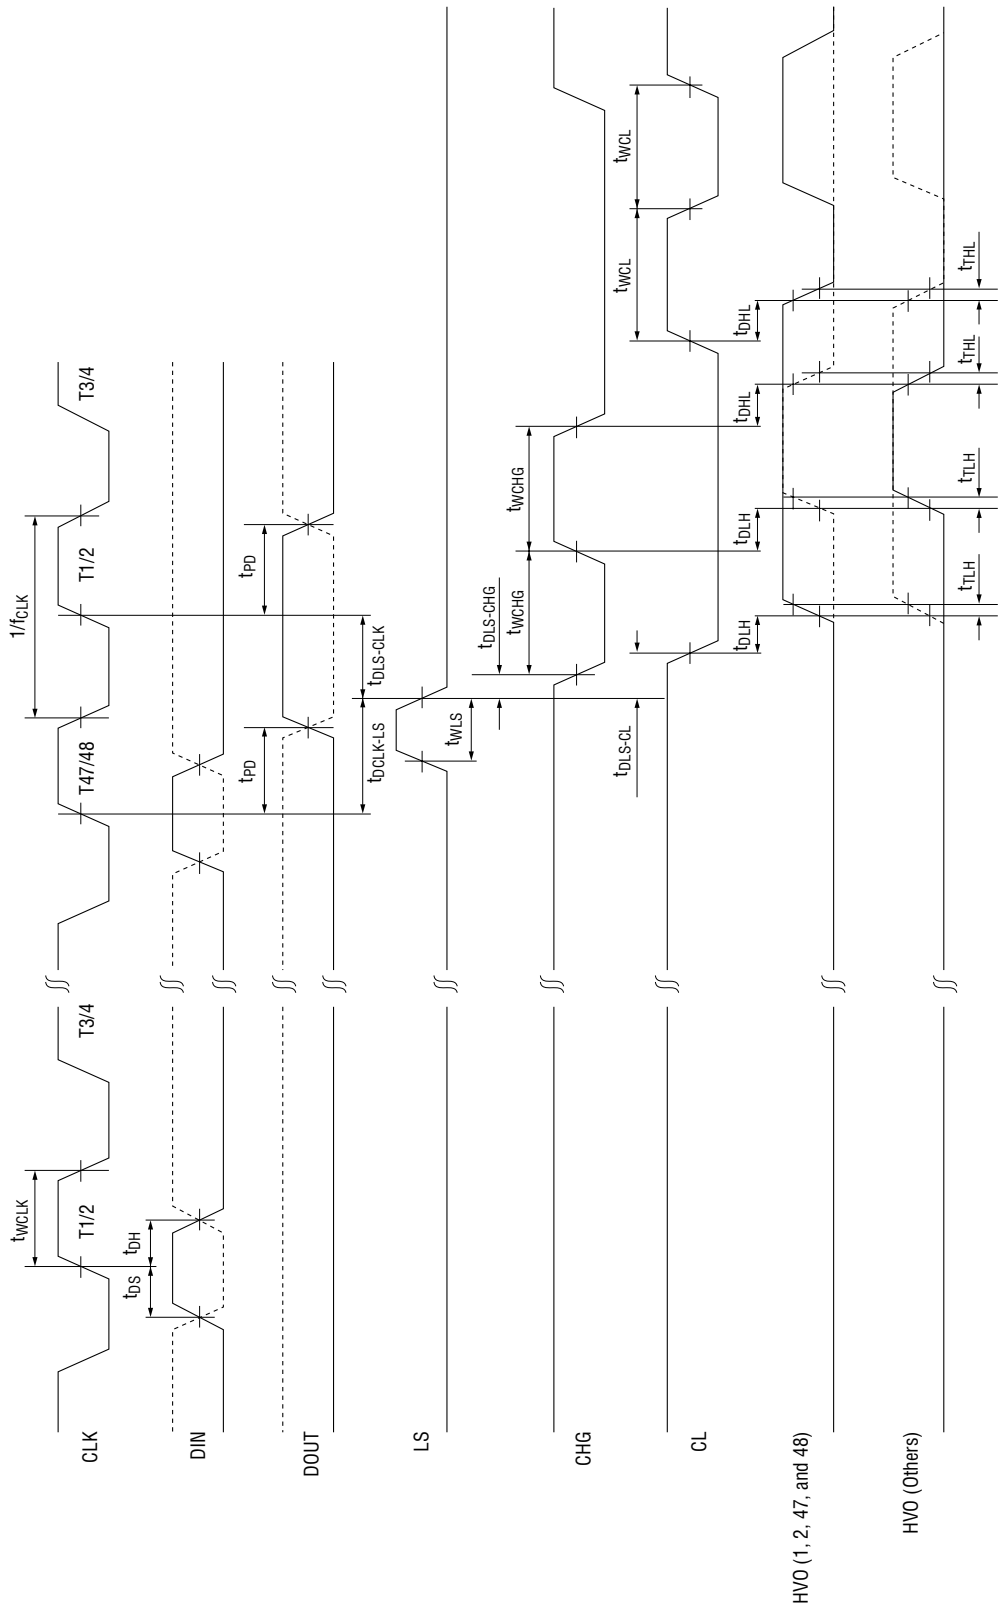 CLK
tWCLK
T1/2
T3/4
T47/48
1/fCLK
T1/2
T3/4
DIN
tDS
tDH
DOUT
tPD
tPD
tDCLK-LS
tDLS-CLK
LS
tWLS
CHG
tDLS-CHG
tWCHG
tWCHG
CL
tDLS-CL
tWCL
tWCL
HVO (1, 2, 47, and 48)
tDLH
tDLH
tDHL
tDHL
HVO (Others)
tTLH
tTLH
tTHL
tTHL